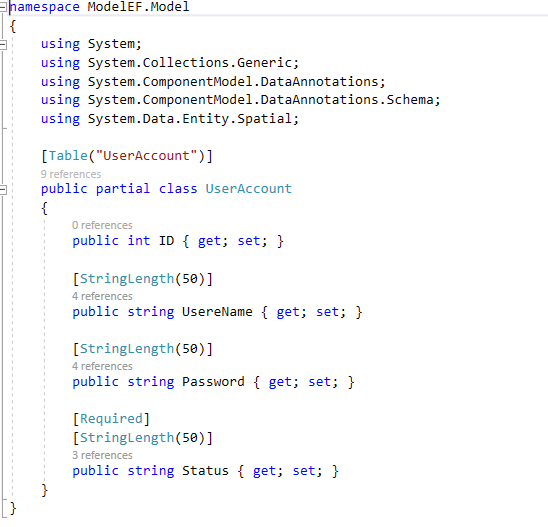 namespace ModelEF.Model
{
using System;
using System.Collections.Generic;
using System.ComponentModel.DataAnnotations;
using System.ComponentModel.DataAnnotations.Schema;
using System.Data.Entity.Spatial;
[Table("UserAccount")]
9 references
public partial class UserAccount
{
0 references
public int ID { get; set; }
[StringLength(50)]
4 references
public string UsereName { get; set; }
[StringLength(50)]
4 references
public string Password { get; set; }
[Required]
[StringLength(50)]
3 references
public string Status { get; set; }
}
}